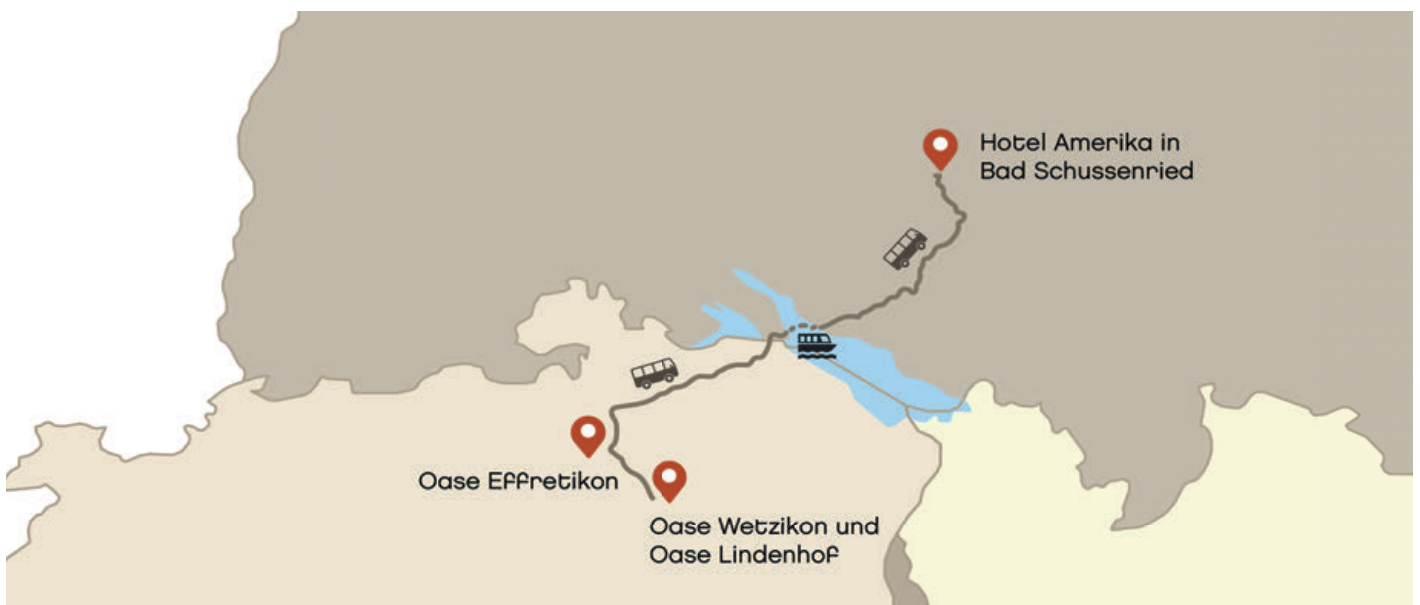 Hotel Amerika in
Bad Schussenried
Oase Effretikon
Oase Wetzikon und
Oase Lindenhof